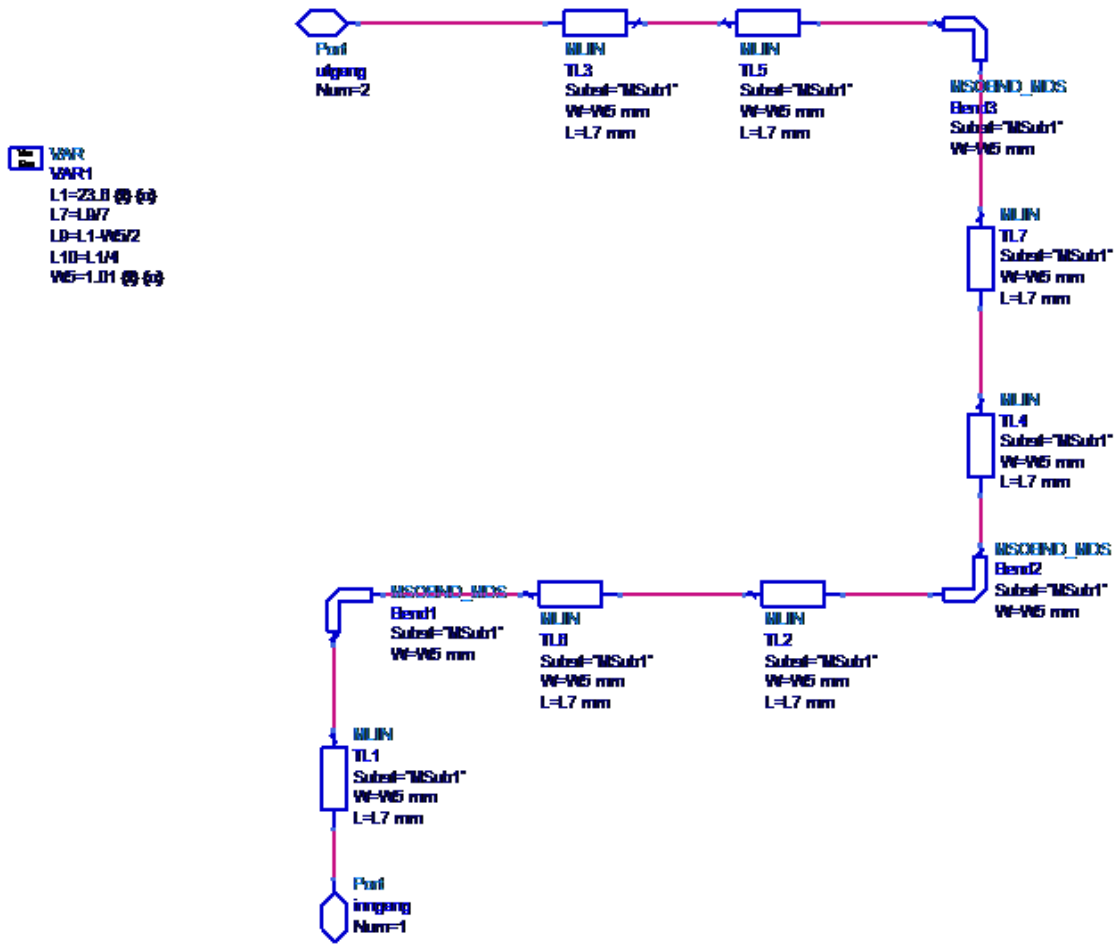 Port
utgang
Num=2
MLIN
TL3
Subst="MSub1"
W=W5 mm
L=L7 mm
MLIN
TL5
Subst="MSub1"
W=W5 mm
L=L7 mm
MSOBND_MDS
Bend3
Subst="MSub1"
W=W5 mm
VAR
VAR1
L7=L9/7
L9=L1-W5/2
L10=L1/4
W5=1.01 {t} {o}
MLIN
TL7
Subst="MSub1"
W=W5 mm
L=L7 mm
MLIN
TL4
Subst="MSub1"
W=W5 mm
L=L7 mm
MSOBND_MDS
Bend2
Subst="MSub1"
W=W5 mm
MSOBND_MDS
Bend1
Subst="MSub1"
W=W5 mm
MLIN
Subst="MSub1"
W=W5 mm
L=L7 mm
MLIN
TL2
Subst="MSub1"
W=W5 mm
L=L7 mm
MLIN
TL1
Subst="MSub1"
W=W5 mm
L=L7 mm
Port
inngang
Num=1